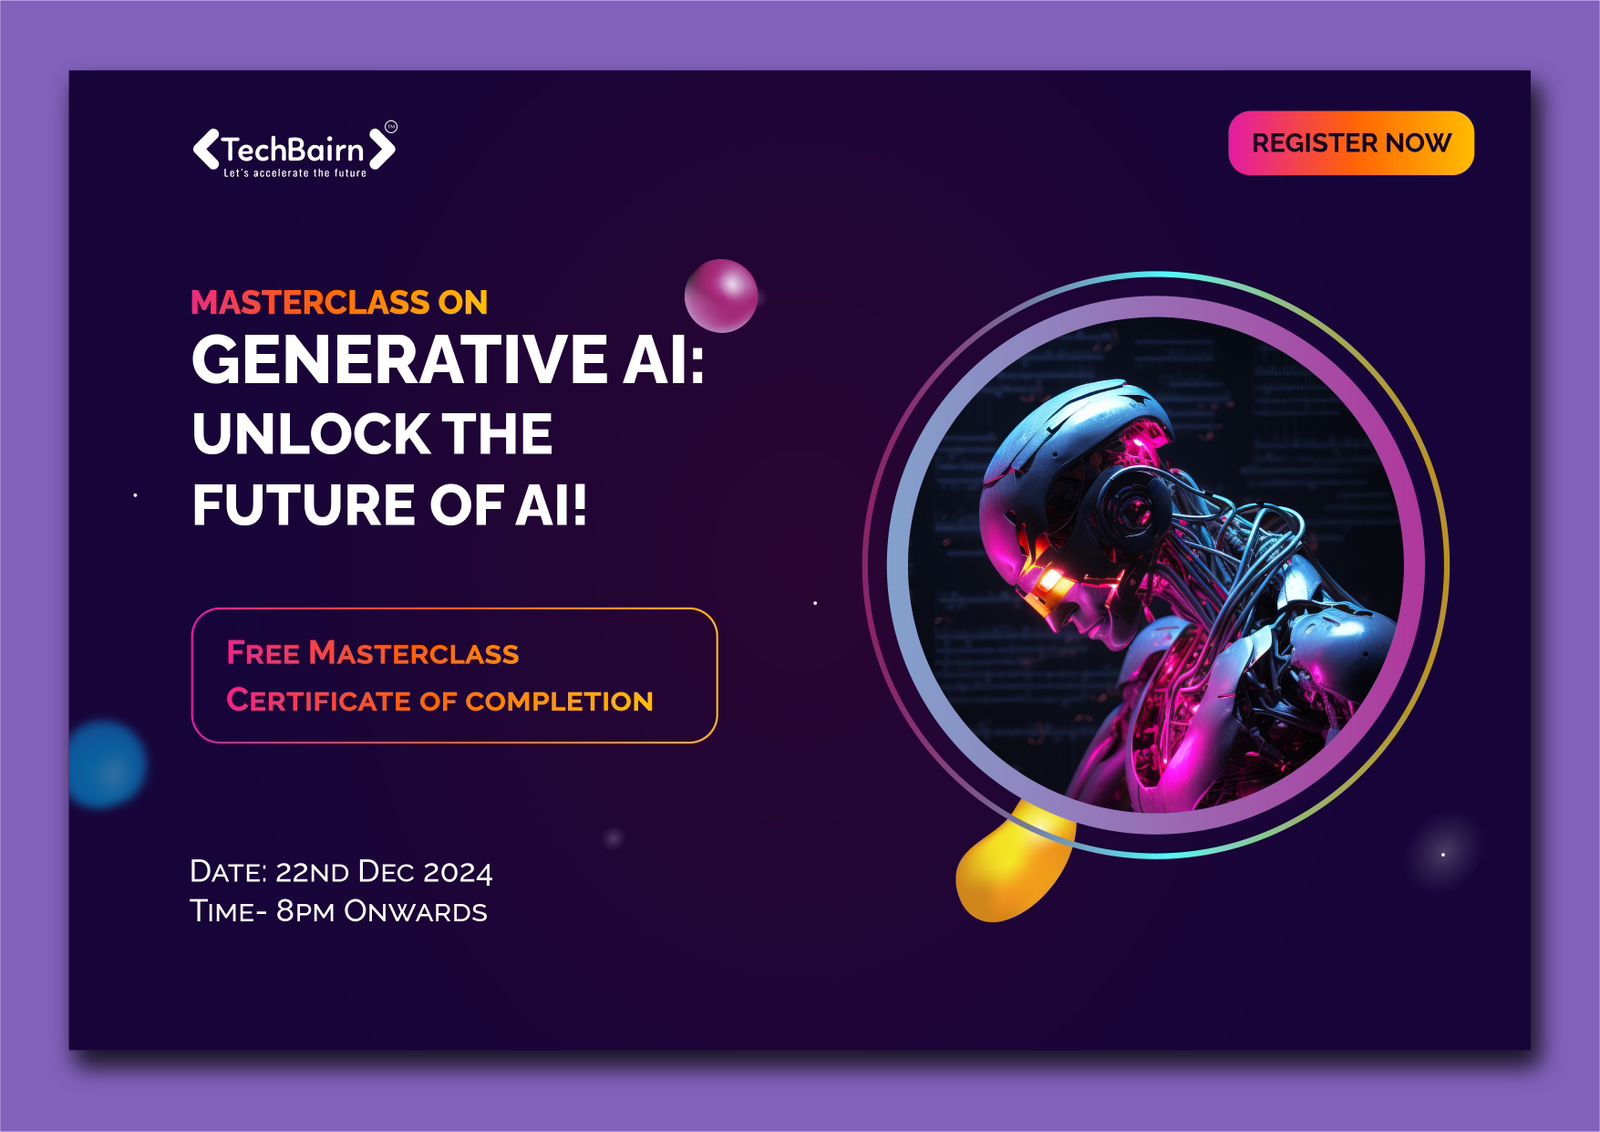 TechBairn
TM
Let's accelerate the future
REGISTER NOW
MASTERCLASS ON
GENERATIVE AI:
UNLOCK THE
FUTURE OF AI!
Free Masterclass
Certificate of completion
Date: 22nd Dec 2024
Time- 8pm Onwards